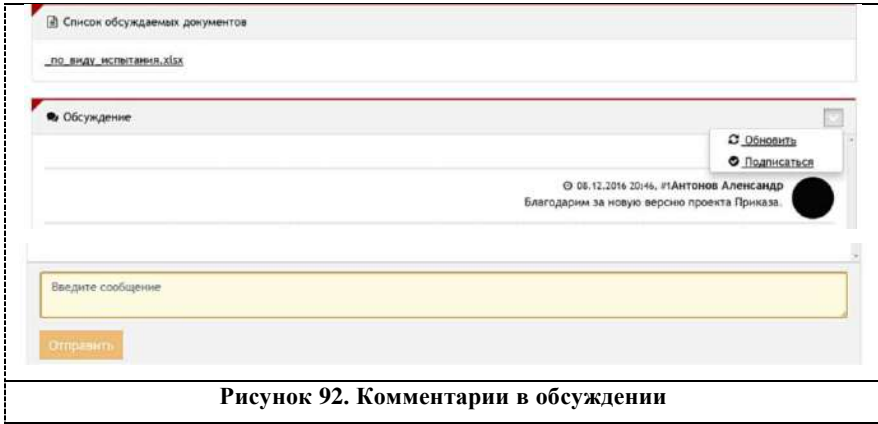 Список обсуждаемых документов
_по_виду_испытания.xlsx
Обсуждение
Обновить
Подписаться
08.12.2016 20:46, #1Антонов Александр
Благодарим за новую версию проекта Приказа.
Введите сообщение
Отправить
Рисунок 92. Комментарии в обсуждении